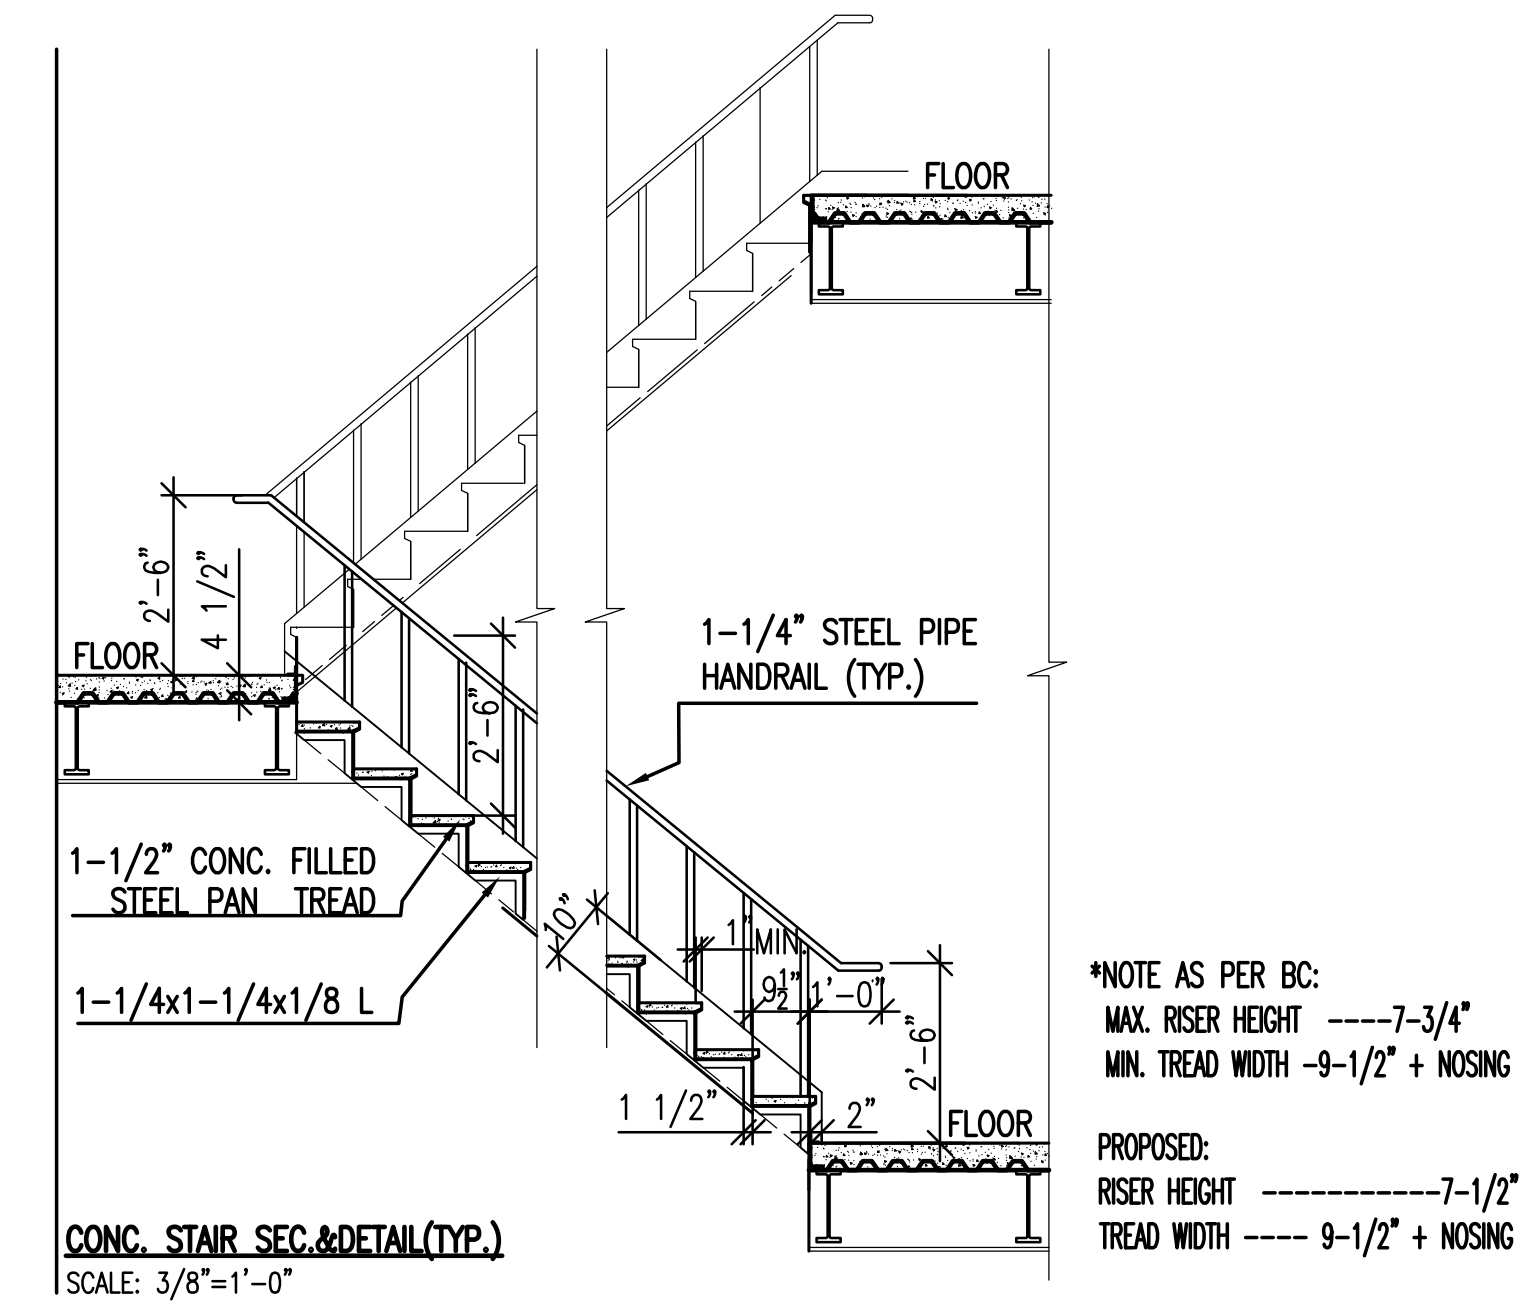 FLOOR
2'-6"
4 1/2"
FLOOR
1-1/4" STEEL PIPE
HANDRAIL (TYP.)
2'-6"
1-1/2" CONC. FILLED
STEEL PAN TREAD
10"
1" MIN.
1-1/4x1-1/4x1/8 L
9 1/2"
1'-0"
2'-6"
1 1/2"
2"
FLOOR
*NOTE AS PER BC:
MAX. RISER HEIGHT ----7-3/4"
MIN. TREAD WIDTH -9-1/2" + NOSING
PROPOSED:
RISER HEIGHT -----------7-1/2"
TREAD WIDTH ---- 9-1/2" + NOSING
CONC. STAIR SEC.&DETAIL(TYP.)
SCALE: 3/8"=1'-0"